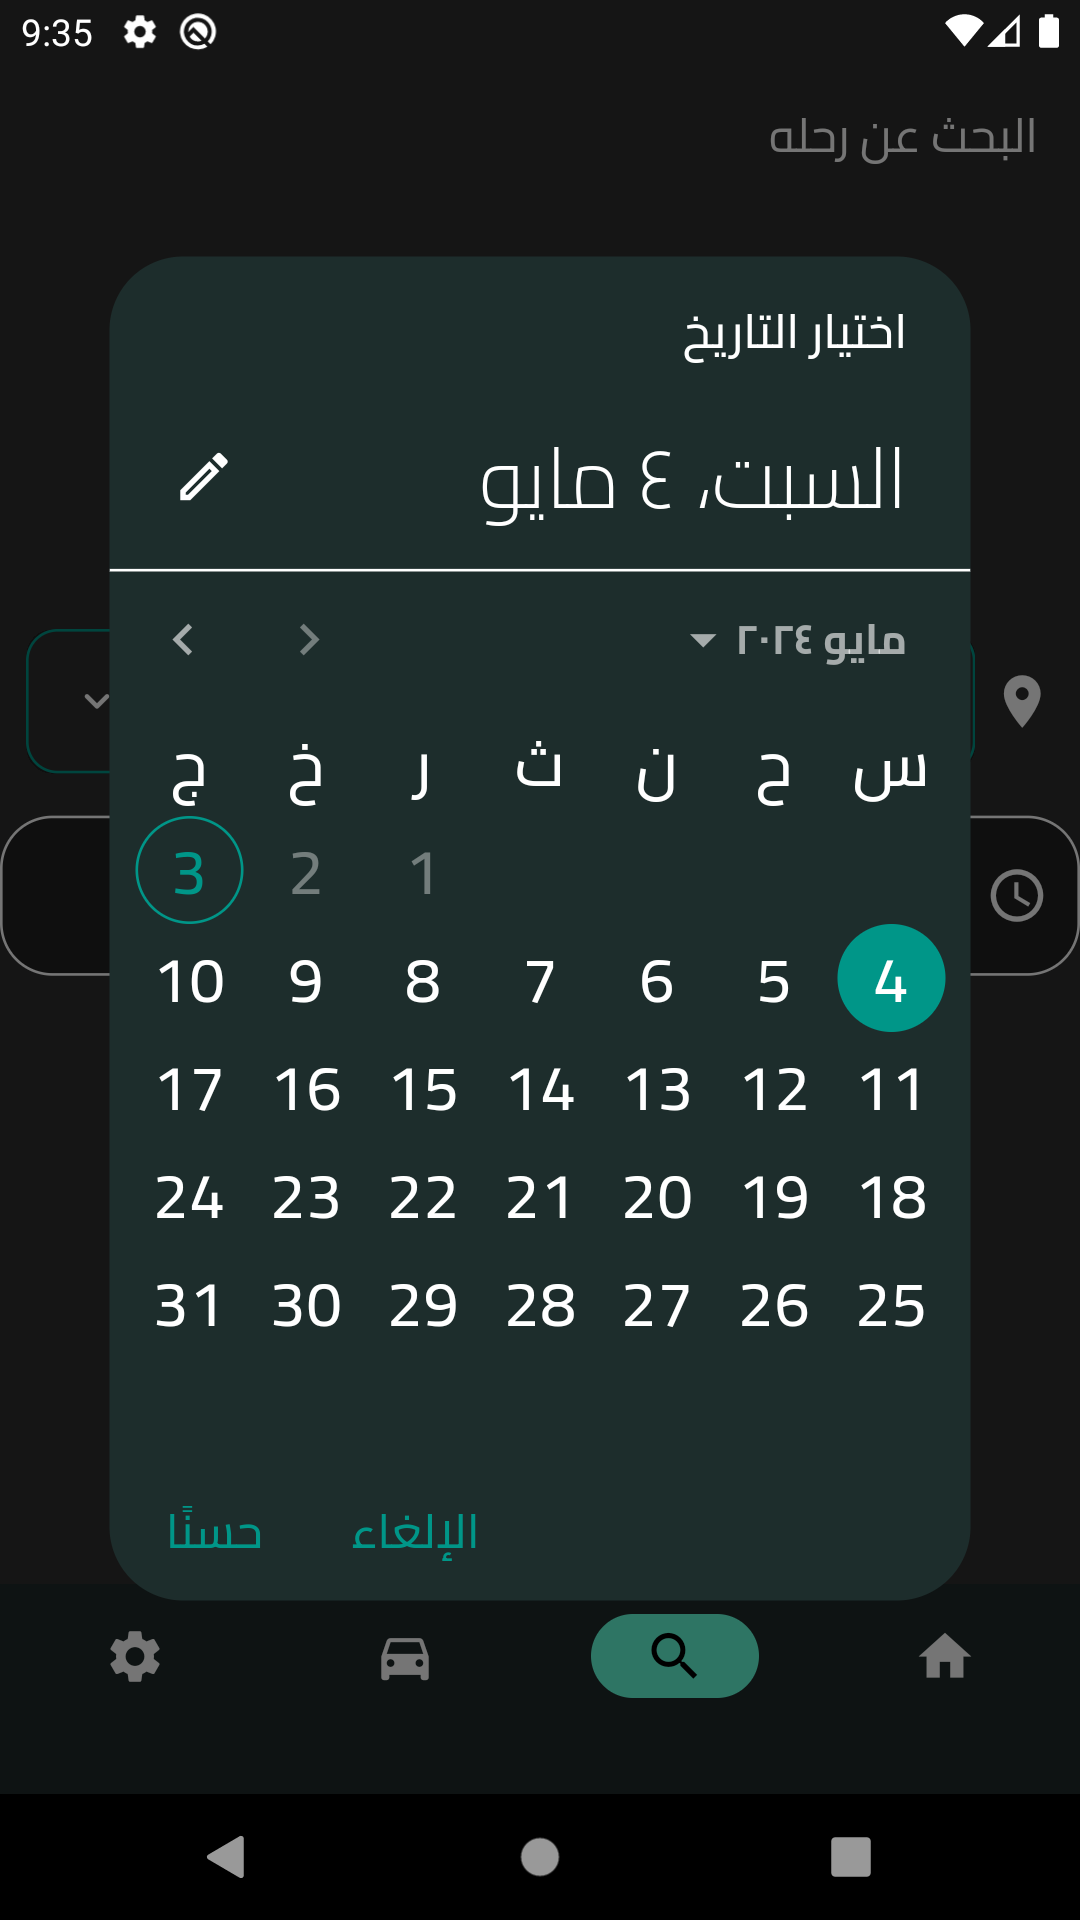 9:35
البحث عن رحله
اختيار التاريخ
السبت، ٤ مايو
مايو ٢٠٢٤
س ح ن ث ر خ ج
1 2 3
4 5 6 7 8 9 10
11 12 13 14 15 16 17
18 19 20 21 22 23 24
25 26 27 28 29 30 31
الإلغاء حسنًا